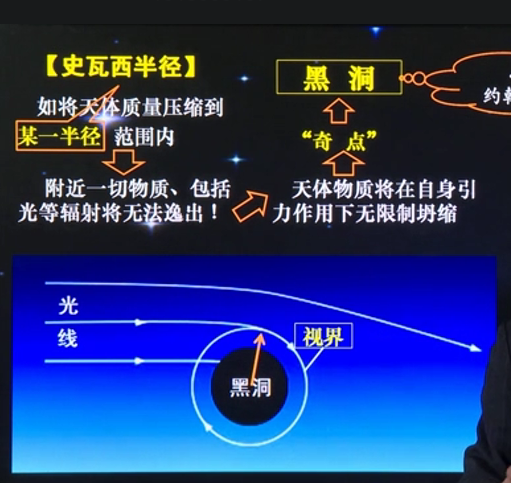 【史瓦西半径】
如将天体质量压缩到
某一半径 范围内
附近一切物质、包括
光等辐射将无法逸出！
黑 洞
“奇 点”
天体物质将在自身引
力作用下无限制坍缩
约
光
线
视界
黑洞